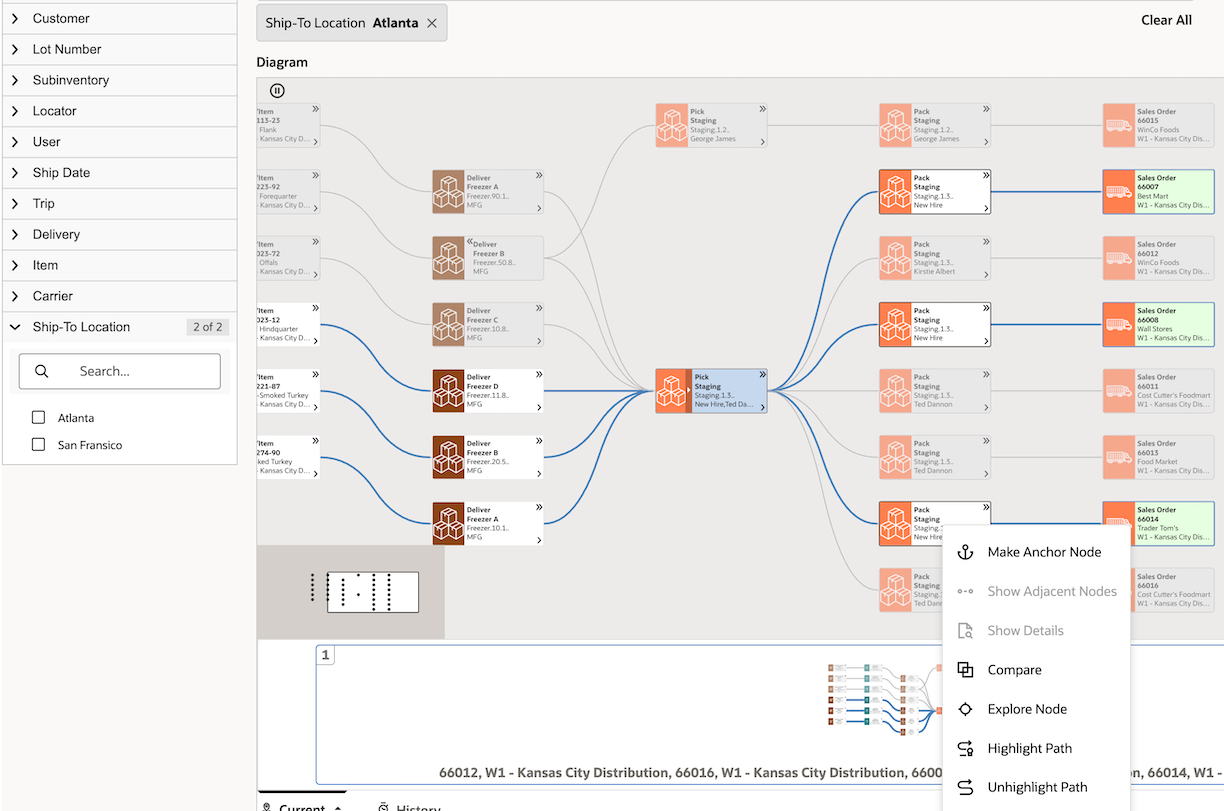 Customer
Lot Number
Subinventory
Locator
User
Ship Date
Trip
Delivery
Item
Carrier
Ship-To Location 2 of 2
Search...
Atlanta
San Fransico
Ship-To Location Atlanta
Clear All
Diagram
Item
113-23
Flank
- Kansas City D...
Item
223-92
Forequarter
- Kansas City D...
Item
023-72
Offals
- Kansas City D...
Item
023-12
Hindquarter
- Kansas City D...
Item
221-87
-Smoked Turkey
- Kansas City D...
Item
274-90
ked Turkey
- Kansas City D...
Deliver
Freezer A
Freezer.90.1..
MFG
Deliver
Freezer B
Freezer.50.8..
MFG
Deliver
Freezer C
Freezer.10.8..
MFG
Deliver
Freezer D
Freezer.11.8..
MFG
Deliver
Freezer B
Freezer.20.5..
MFG
Deliver
Freezer A
Freezer.10.1..
MFG
Pick
Staging
Staging.1.2..
George James
Pick
Staging
Staging.1.3..
New Hire,Ted Da...
Pack
Staging
Staging.1.2..
George James
Pack
Staging
Staging.1.3..
New Hire
Pack
Staging
Staging.1.3..
Kirstie Albert
Pack
Staging
Staging.1.3..
New Hire
Pack
Staging
Staging.1.3..
Ted Dannon
Pack
Staging
Staging.1.3..
Ted Dannon
Pack
Staging
Staging.
New Hire
Pack
Staging
Staging.
Ted Dann
Sales Order
66015
WinCo Foods
W1 - Kansas City Dis...
Sales Order
66007
Best Mart
W1 - Kansas City Dis...
Sales Order
66012
WinCo Foods
W1 - Kansas City Dis...
Sales Order
66008
Wall Stores
W1 - Kansas City Dis...
Sales Order
66011
Cost Cutter's Foodmart
W1 - Kansas City Dis...
Sales Order
66013
Food Market
W1 - Kansas City Dis...
Sales Order
66014
Trader Tom's
W1 - Kansas City Dis...
Sales Order
66016
Cost Cutter's Foodmart
W1 - Kansas City Dis...
Make Anchor Node
Show Adjacent Nodes
Show Details
Compare
Explore Node
Highlight Path
Unhighlight Path
1
66012, W1 - Kansas City Distribution, 66016, W1 - Kansas City Distribution, 6600 n, 66014, W1 -
Current
History